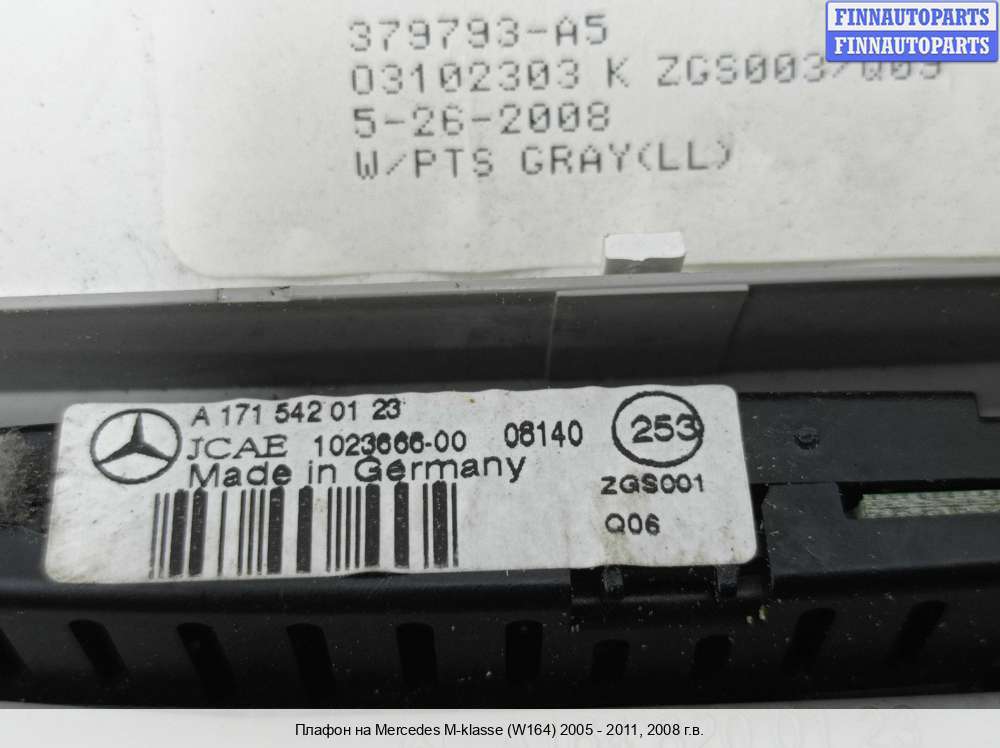 FINNAUTOPARTS
FINNAUTOPARTS
379793-A5
03102303 K ZGS003/Q03
5-26-2008
W/PTS GRAY(LL)
A 171 542 01 23
JCAE 1023666-00 08140
253
Made in Germany
ZGS001
Q06
Плафон на Mercedes M-klasse (W164) 2005 - 2011, 2008 г.в.